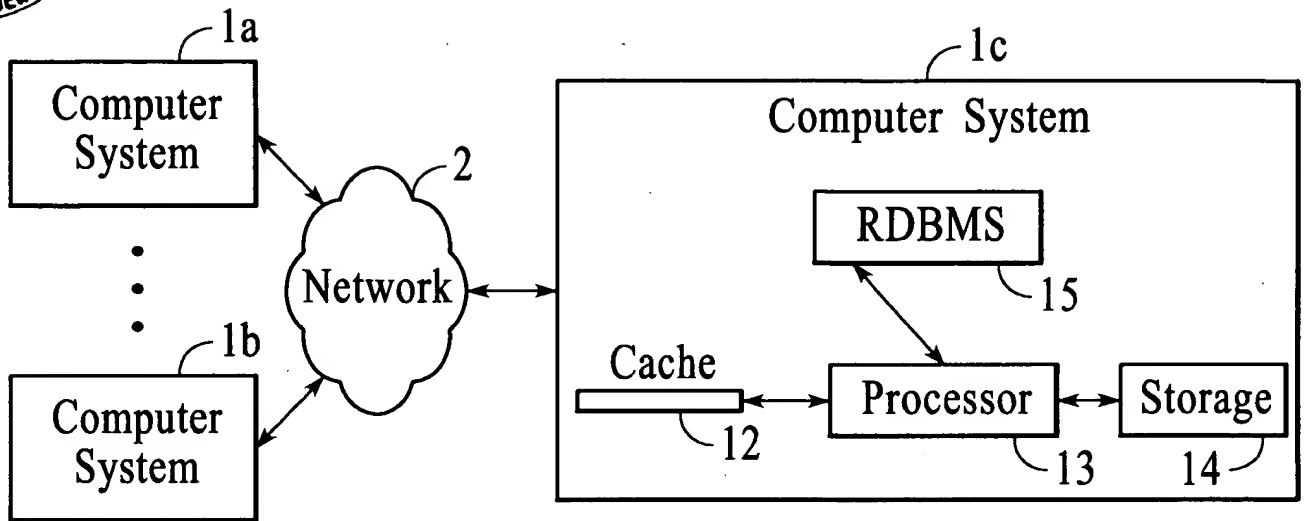 1a
Computer
System
2
Network
1b
Computer
System
1c
Computer System
RDBMS
15
Cache
12
Processor
13
Storage
14